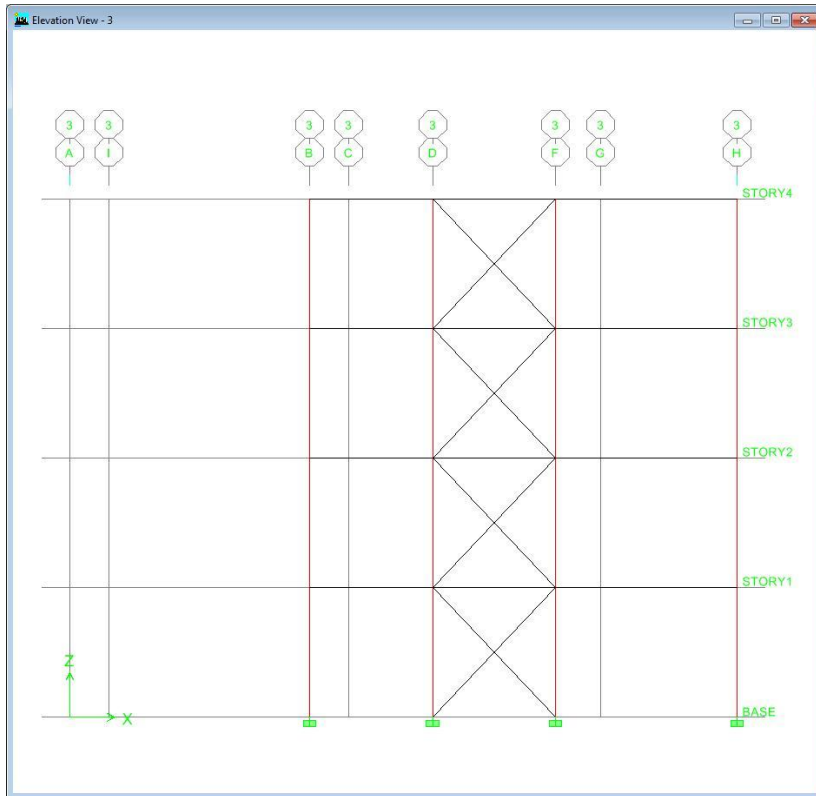 Elevation View - 3
3 3 3 3 3 3 3 3
A I B C D F G H
STORY4
STORY3
STORY2
STORY1
Z
X
BASE